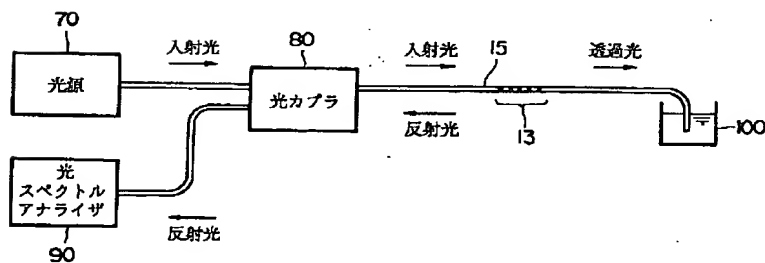 70
入射光
80
入射光
15
透過光
光源
光カプラ
反射光
13
100
光
スペクトル
アナライザ
反射光
90